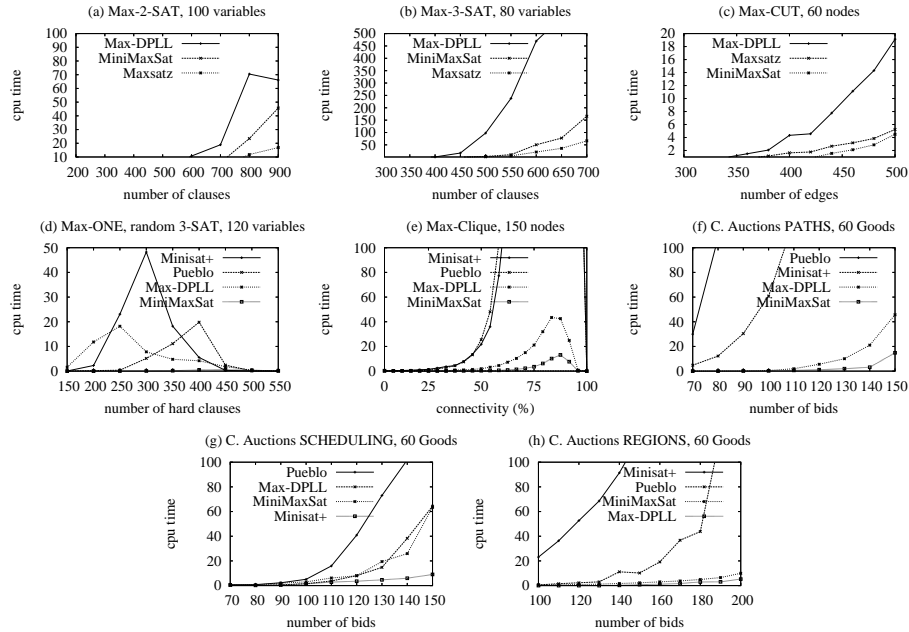 (a) Max-2-SAT, 100 variables
100
90
80
70
60
50
40
30
20
10
cpu time
Max-DPLL
MiniMaxSat
Maxsatz
200 300 400 500 600 700 800 900
number of clauses
(b) Max-3-SAT, 80 variables
500
450
400
350
300
250
200
150
100
50
cpu time
Max-DPLL
MiniMaxSat
Maxsatz
300 350 400 450 500 550 600 650 700
number of clauses
(c) Max-CUT, 60 nodes
20
18
16
14
12
10
8
6
4
2
cpu time
Max-DPLL
Maxsatz
MiniMaxSat
300 350 400 450 500
number of edges
(d) Max-ONE, random 3-SAT, 120 variables
50
40
30
20
10
0
cpu time
Minisat+
Pueblo
Max-DPLL
MiniMaxSat
150 200 250 300 350 400 450 500 550
number of hard clauses
(e) Max-Clique, 150 nodes
100
80
60
40
20
0
cpu time
Minisat+
Pueblo
Max-DPLL
MiniMaxSat
0 25 50 75 100
connectivity (%)
(f) C. Auctions PATHS, 60 Goods
100
80
60
40
20
0
cpu time
Pueblo
Minisat+
Max-DPLL
MiniMaxSat
70 80 90 100 110 120 130 140 150
number of bids
(g) C. Auctions SCHEDULING, 60 Goods
100
80
60
40
20
0
cpu time
Pueblo
Max-DPLL
MiniMaxSat
Minisat+
70 80 90 100 110 120 130 140 150
number of bids
(h) C. Auctions REGIONS, 60 Goods
100
80
60
40
20
0
cpu time
Minisat+
Pueblo
MiniMaxSat
Max-DPLL
100 120 140 160 180 200
number of bids